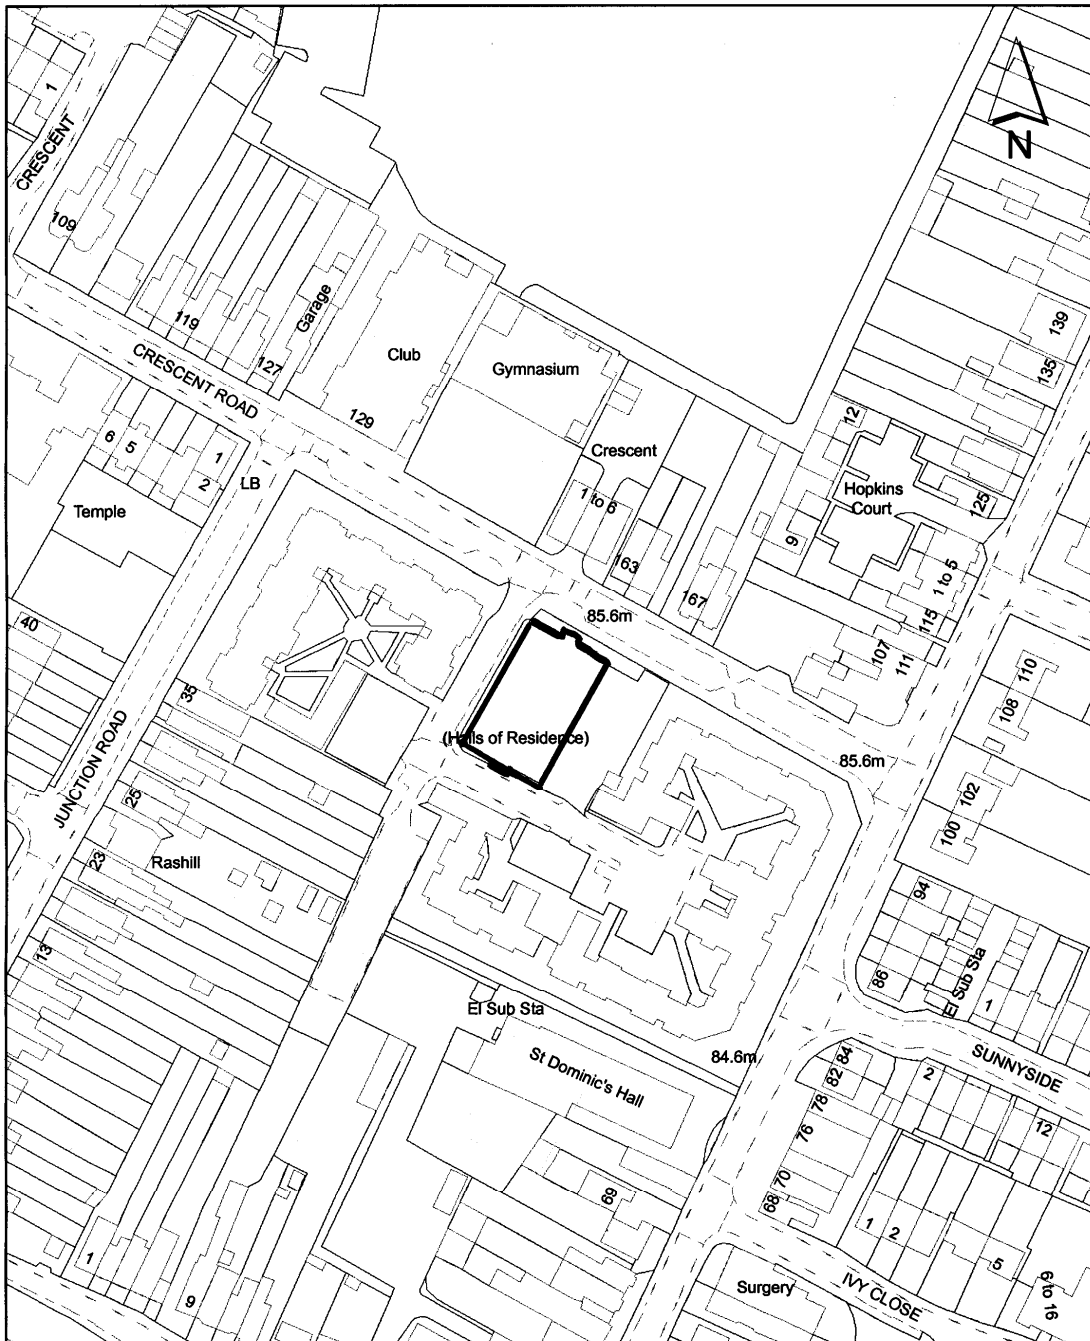 1
CRESCENT
109
N
139
135
Garage
119
127
CRESCENT ROAD
Club
129
Gymnasium
Crescent
1 to 6
163
167
12
9
Hopkins
Court
125
1 to 5
115
6
5
1
2
LB
Temple
85.6m
107
111
110
108
40
35
(Halls of Residence)
85.6m
JUNCTION ROAD
25
23
Rashill
102
100
94
13
86
El Sub Sta
1
El Sub Sta
St Dominic's Hall
84.6m
84
82
78
76
70
68
SUNNYSIDE
2
12
69
1
2
5
6 to 16
1
9
Surgery
IVY CLOSE